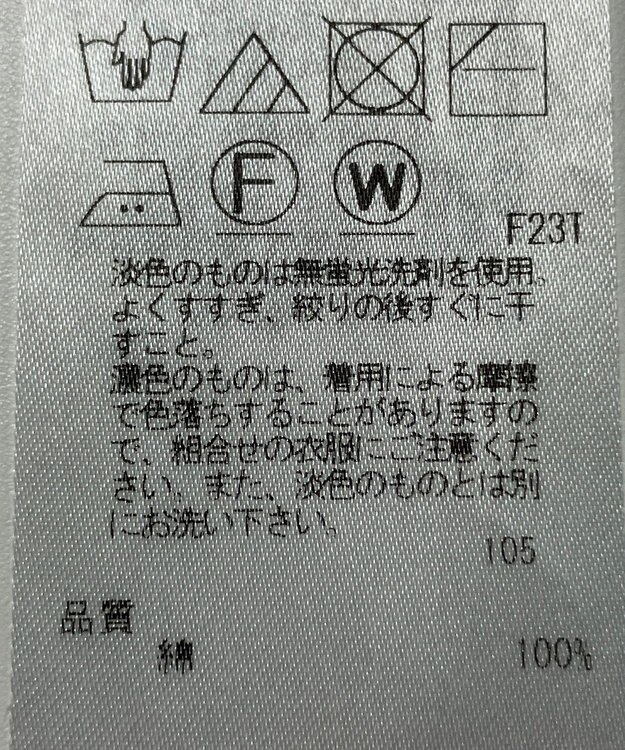 F
W
F23T
淡色のものは無蛍光洗剤を使用。
よくすすぎ、絞りの後すぐに干
すこと。
濃色のものは、着用による摩擦
で色落ちすることがありますの
で、組合せの衣服にご注意くだ
さい。また、淡色のものとは別
にお洗い下さい。
105
品質
綿 100%